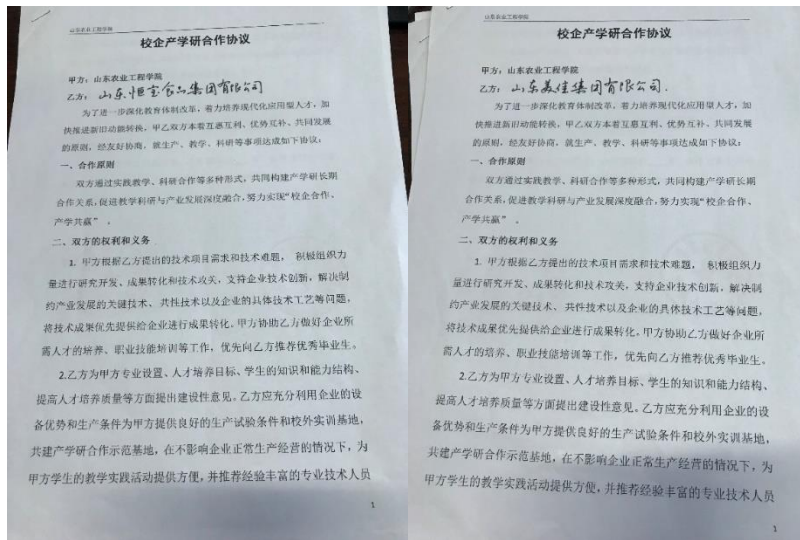 山东农业工程学院
校企产学研合作协议
甲方：山东农业工程学院
乙方：山东恒宝食品集团有限公司
为了进一步深化教育体制改革，着力培养现代化应用型人才，加
快推进新旧动能转换，甲乙双方本着互惠互利、优势互补、共同发展
的原则，经友好协商，就生产、教学、科研等事项达成如下协议：
一、合作原则
双方通过实践教学、科研合作等多种形式，共同构建产学研长期
合作关系，促进教学科研与产业发展深度融合，努力实现“校企合作、
产学共赢”。
二、双方的权利和义务
1. 甲方根据乙方提出的技术项目需求和技术难题， 积极组织力
量进行研究开发、成果转化和技术攻关，支持企业技术创新，解决制
约产业发展的关键技术、共性技术以及企业的具体技术工艺等问题，
将技术成果优先提供给企业进行成果转化。甲方协助乙方做好企业所
需人才的培养、职业技能培训等工作，优先向乙方推荐优秀毕业生。
2.乙方为甲方专业设置、人才培养目标、学生的知识和能力结构、
提高人才培养质量等方面提出建设性意见。乙方应充分利用企业的设
备优势和生产条件为甲方提供良好的生产试验条件和校外实训基地，
共建产学研合作示范基地，在不影响企业正常生产经营的情况下，为
甲方学生的教学实践活动提供方便，并推荐经验丰富的专业技术人员
1
山东农业工程学院
校企产学研合作协议
甲方：山东农业工程学院
乙方：山东美佳集团有限公司.
为了进一步深化教育体制改革，着力培养现代化应用型人才，加
快推进新旧动能转换，甲乙双方本着互惠互利、优势互补、共同发展
的原则，经友好协商，就生产、教学、科研等事项达成如下协议：
一、合作原则
双方通过实践教学、科研合作等多种形式，共同构建产学研长期
合作关系，促进教学科研与产业发展深度融合，努力实现“校企合作、
产学共赢”。
二、双方的权利和义务
1. 甲方根据乙方提出的技术项目需求和技术难题， 积极组织力
量进行研究开发、成果转化和技术攻关，支持企业技术创新，解决制
约产业发展的关键技术、共性技术以及企业的具体技术工艺等问题，
将技术成果优先提供给企业进行成果转化。甲方协助乙方做好企业所
需人才的培养、职业技能培训等工作，优先向乙方推荐优秀毕业生。
2.乙方为甲方专业设置、人才培养目标、学生的知识和能力结构、
提高人才培养质量等方面提出建设性意见。乙方应充分利用企业的设
备优势和生产条件为甲方提供良好的生产试验条件和校外实训基地，
共建产学研合作示范基地，在不影响企业正常生产经营的情况下，为
甲方学生的教学实践活动提供方便，并推荐经验丰富的专业技术人员
1